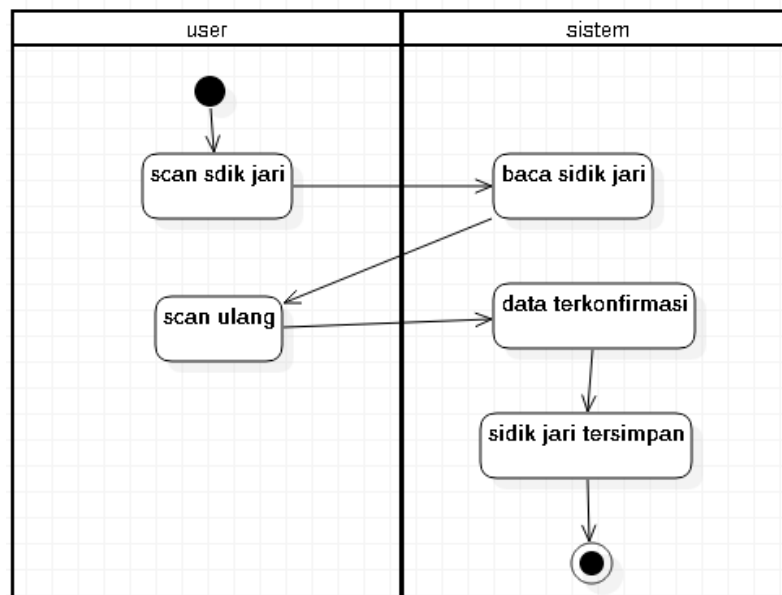 user
sistem
scan sdik jari
baca sidik jari
scan ulang
data terkonfirmasi
sidik jari tersimpan